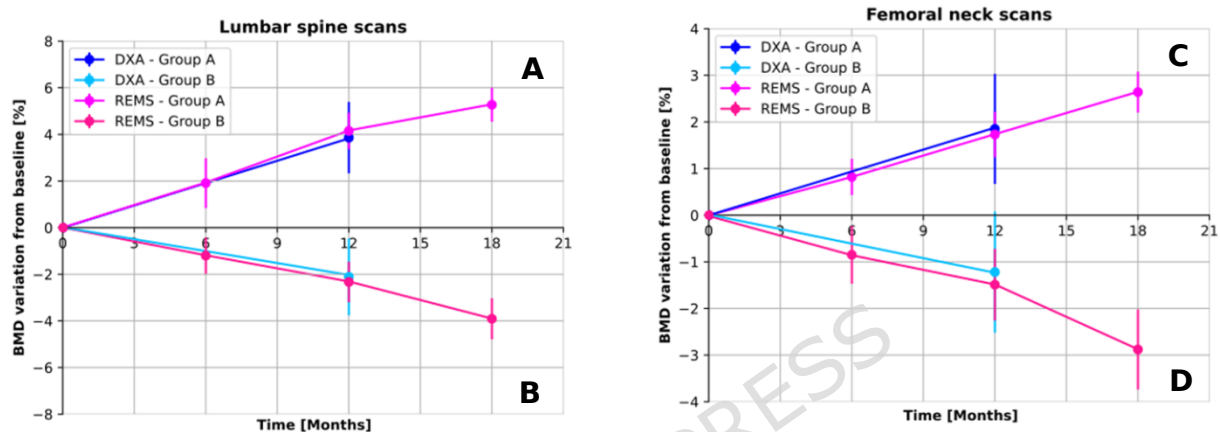 Lumbar spine scans
8
6
4
2
0
−2
−4
−6
−8
BMD variation from baseline [%]
DXA - Group A
DXA - Group B
REMS - Group A
REMS - Group B
A
B
0 3 6 9 12 15 18 21
Time [Months]
Femoral neck scans
4
3
2
1
0
−1
−2
−3
−4
BMD variation from baseline [%]
DXA - Group A
DXA - Group B
REMS - Group A
REMS - Group B
C
D
0 3 6 9 12 15 18 21
Time [Months]
PRESS